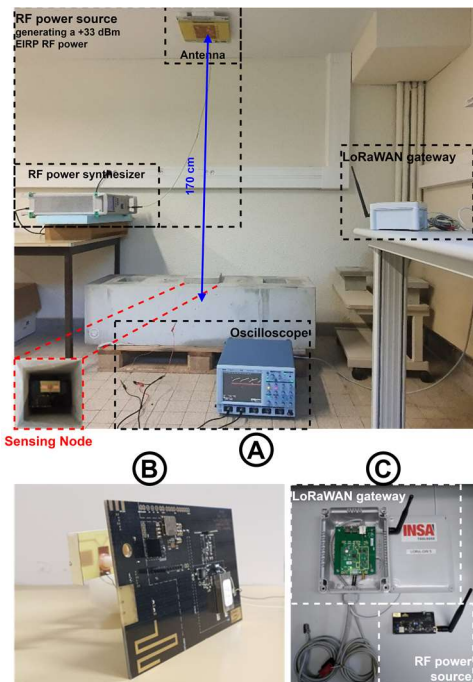 RF power source
generating a +33 dBm
EIRP RF power
Antenna
LoRaWAN gateway
RF power synthesizer
170 cm
Oscilloscope
Sensing Node
A
B
C
LoRaWAN gateway
INSA
RF power
source